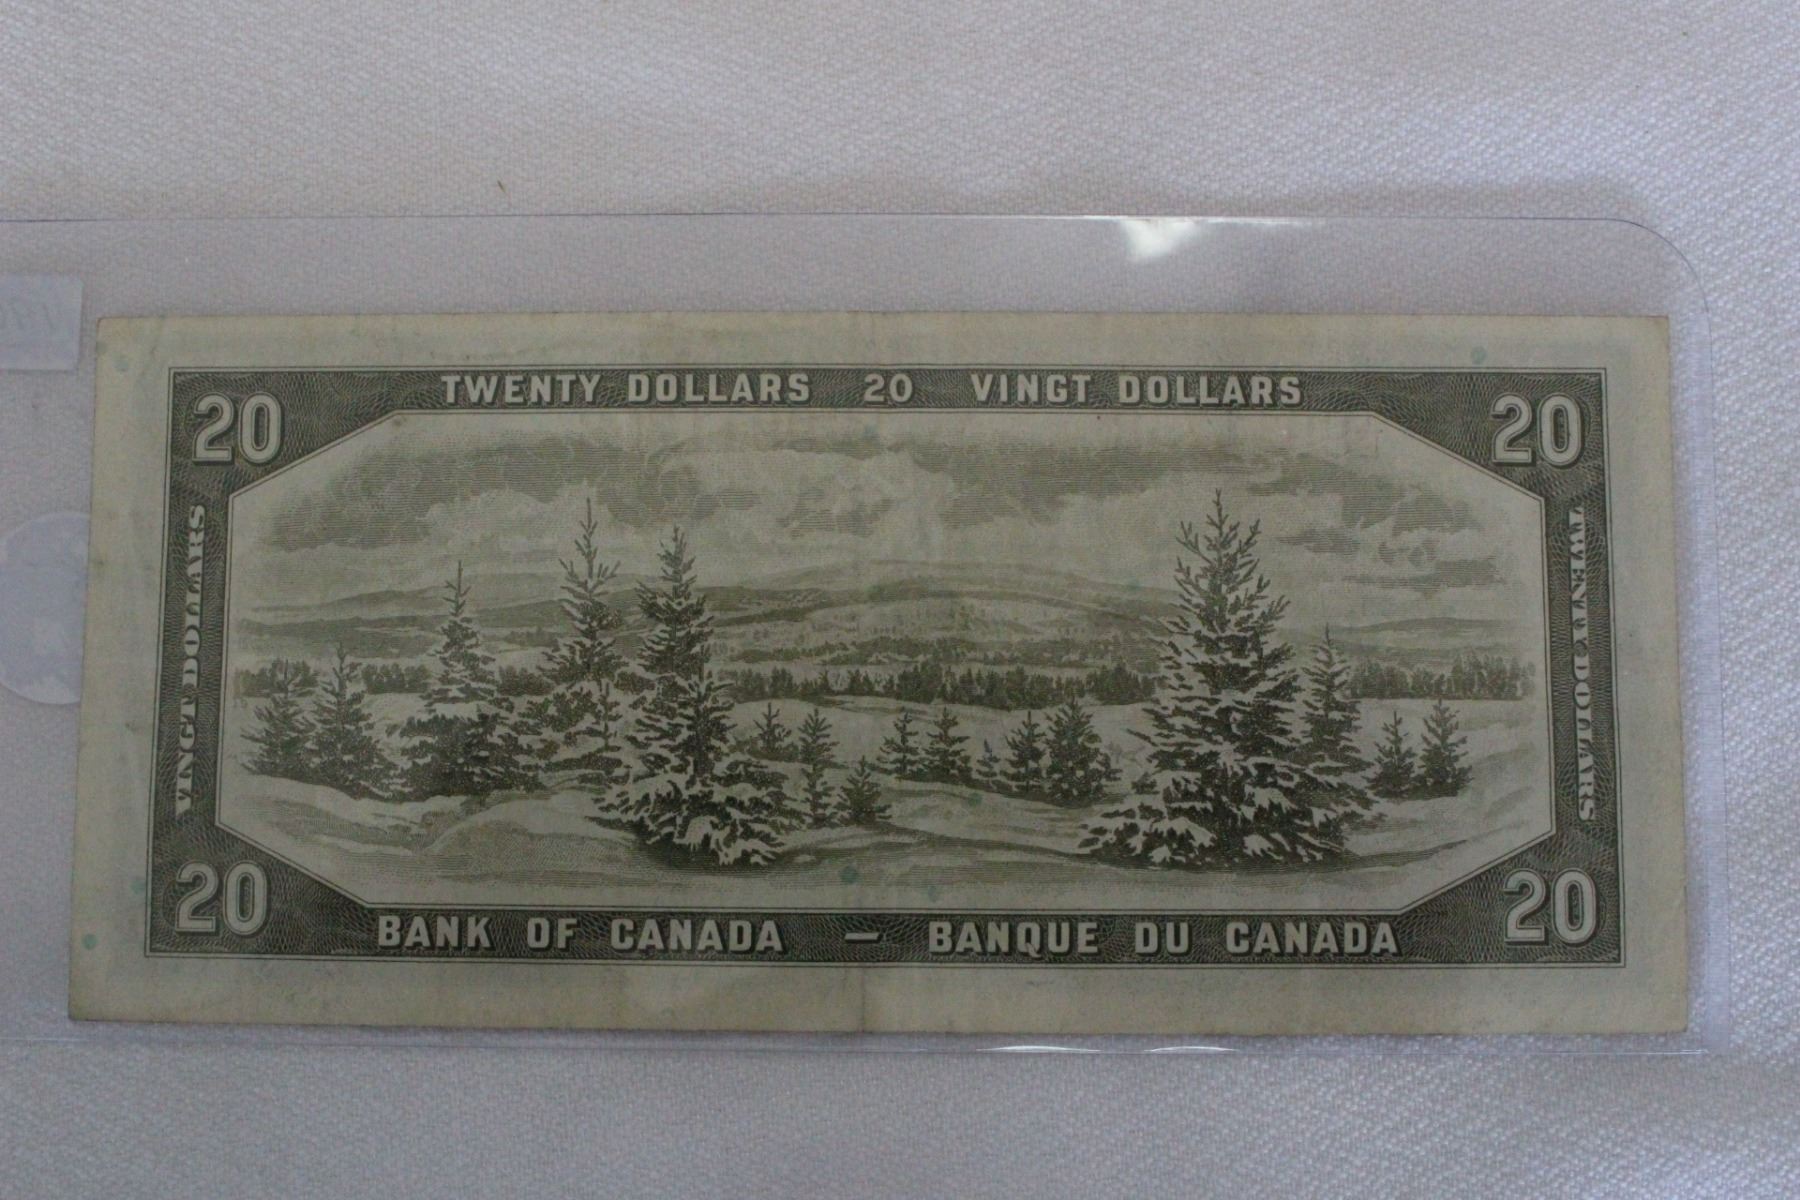 TWENTY DOLLARS 20 VINGT DOLLARS
20
20
VINGT DOLLARS
TWENTY DOLLARS
20
20
BANK OF CANADA — BANQUE DU CANADA